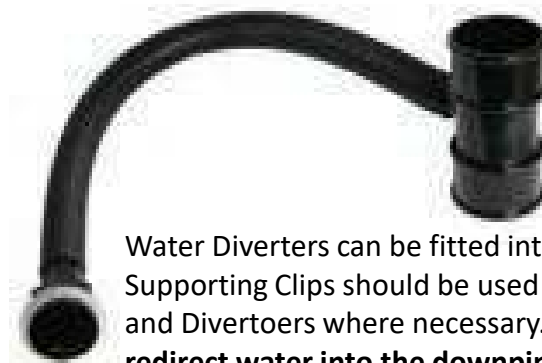 Water Diverters can be fitted int
Supporting Clips should be used
and Divertoers where necessary.
redirect water into the downpi